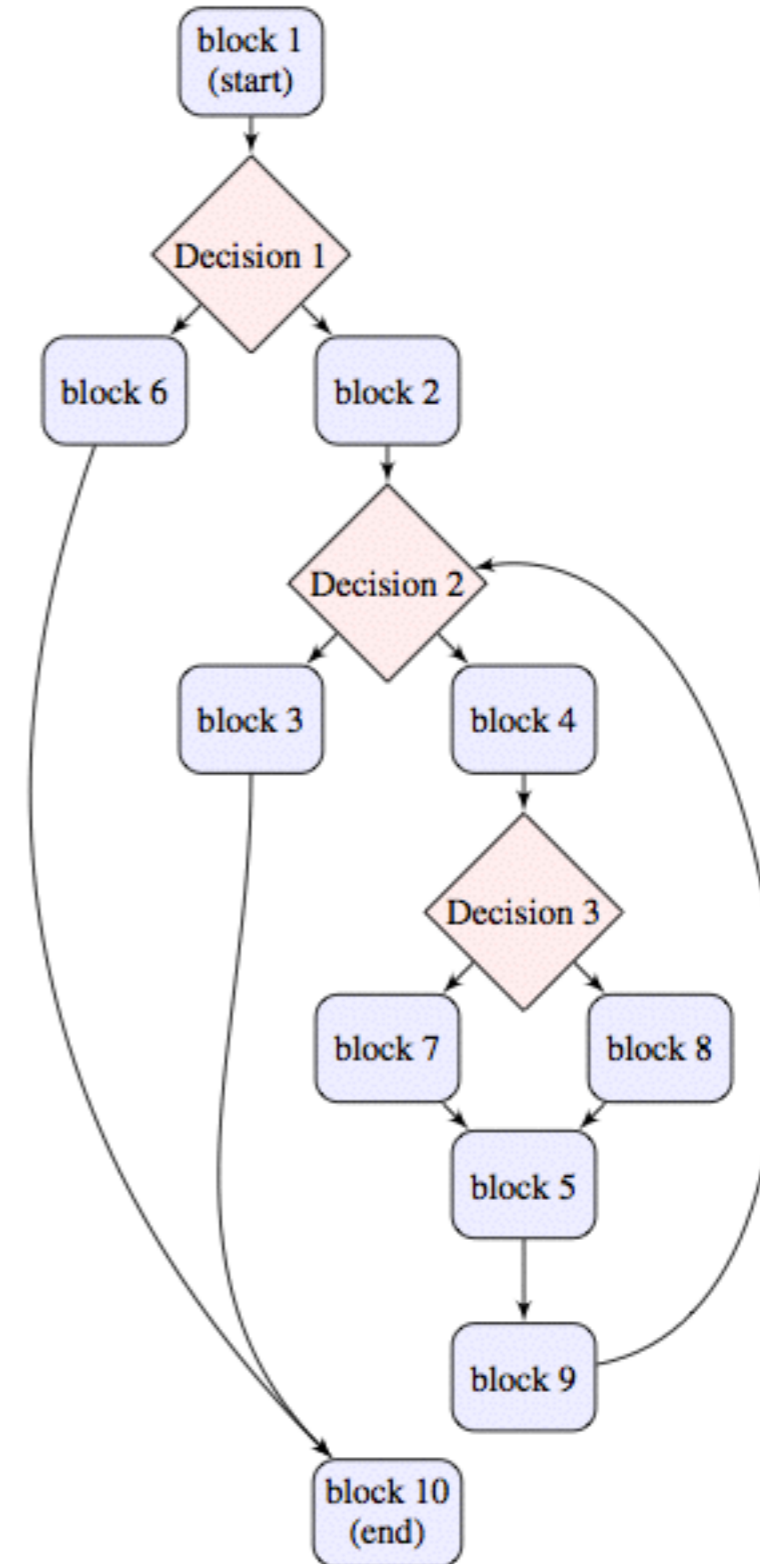 block 1
(start)
Decision 1
block 6
block 2
Decision 2
block 3
block 4
Decision 3
block 7
block 8
block 5
block 9
block 10
(end)